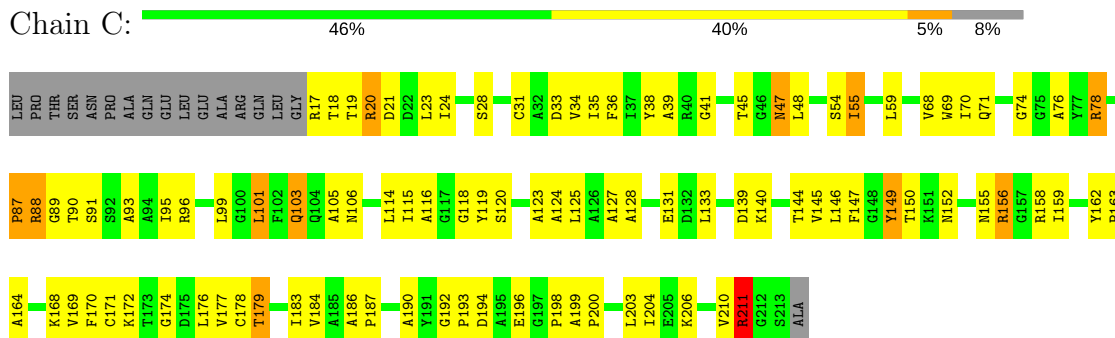 Chain C:
46% 40% 5% 8%
LEU PRO THR SER ASN PRO ALA GLN GLU LEU GLU ALA ARG GLN LEU GLY R17 T18 T19 R20 D21 D22 L23 I24 S28 C31 A32 D33 V34 I35 F36 I37 Y38 A39 R40 G41 T45 G46 N47 L48 S54 I55 L59 V68 W69 I70 Q71 G74 G75 A76 Y77 R78
P87 R88 G89 T90 S91 S92 A93 A94 I95 R96 L99 G100 L101 F102 Q103 Q104 A105 N106 L114 I115 A116 G117 G118 Y119 S120 A123 A124 L125 A126 A127 A128 E131 D132 L133 D139 K140 T144 V145 L146 F147 G148 Y149 T150 K151 N152 N155 R156 G157 R158 I159 Y162
A164 K168 V169 F170 C171 K172 T173 G174 D175 L176 V177 C178 T179 I183 V184 A185 A186 P187 A190 Y191 G192 P193 D194 A195 E196 G197 P198 A199 P200 L203 I204 E205 K206 V210 R211 G212 S213 ALA